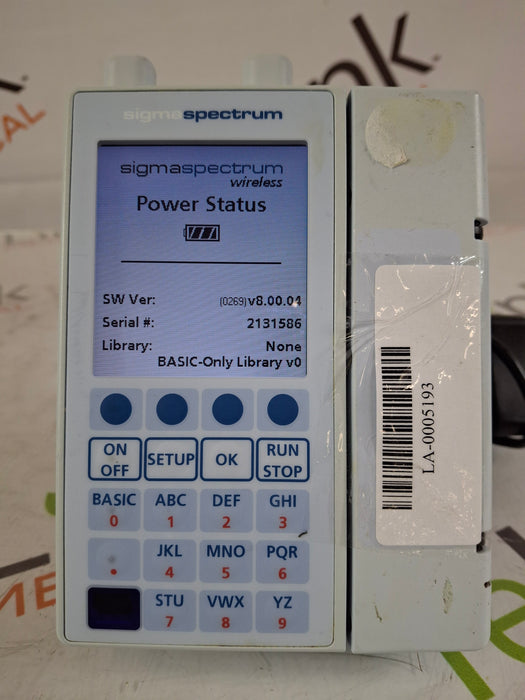 sigmaspectrum
sigmaspectrum
wireless
Power Status
SW Ver: (0269)v8.00.04
Serial #: 2131586
Library: None
BASIC-Only Library v0
ON OFF
SETUP
OK
RUN STOP
BASIC 0
ABC 1
DEF 2
GHI 3
.
JKL 4
MNO 5
PQR 6
STU 7
VWX 8
YZ 9
LA-0005193